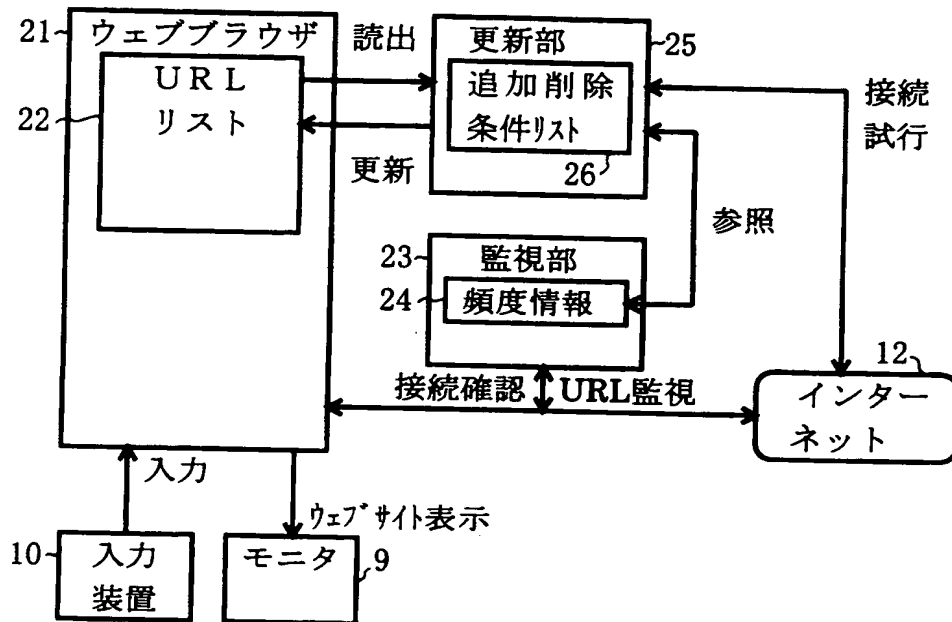 21
ウェブブラウザ
22
URL
リスト
読出
更新
更新部
25
追加削除
条件リスト
26
接続
試行
参照
23
監視部
24
頻度情報
接続確認
URL監視
12
インター
ネット
入力
ウェブサイト表示
10
入力
装置
モニタ
9